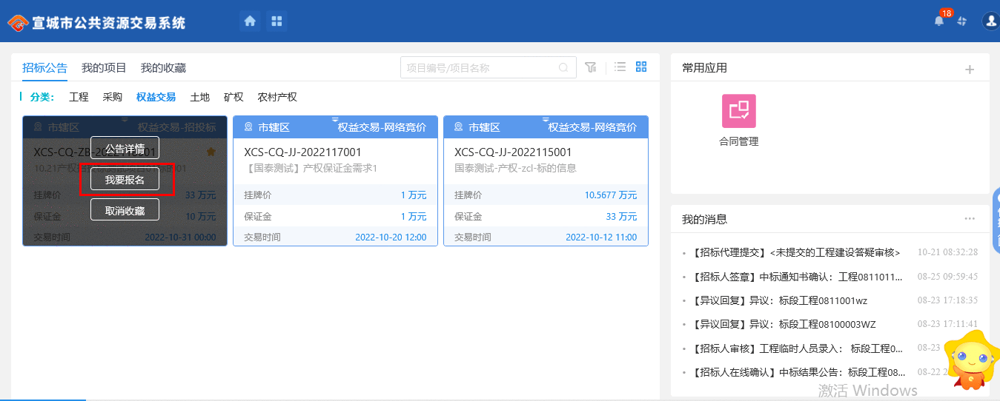 宣城市公共资源交易系统
18
招标公告 我的项目 我的收藏
项目编号/项目名称
分类： 工程 采购 权益交易 土地 矿权 农村产权
市辖区 权益交易-招投标
XCS-CQ-ZB-2022118001
公告详情
我要报名
取消收藏
挂牌价 33 万元
保证金 10 万元
交易时间 2022-10-31 00:00
市辖区 权益交易-网络竞价
XCS-CQ-JJ-2022117001
【国泰测试】产权保证金需求1
挂牌价 1 万元
保证金 1 万元
交易时间 2022-10-20 12:00
市辖区 权益交易-网络竞价
XCS-CQ-JJ-2022115001
国泰测试-产权-zcl-标的信息
挂牌价 10.5677 万元
保证金 33 万元
交易时间 2022-10-12 11:00
常用应用
合同管理
我的消息
【招标代理提交】<未提交的工程建设答疑审核> 10-21 08:32:28
【招标人签章】中标通知书确认：工程0811011... 08-25 09:59:45
【异议回复】异议：标段工程0811001wz 08-23 17:18:35
【异议回复】异议：标段工程08100003WZ 08-23 17:11:41
【招标人审核】工程临时人员录入： 标段工程0... 08-23
【招标人在线确认】中标结果公告：标段工程08... 08-22
激活 Windows